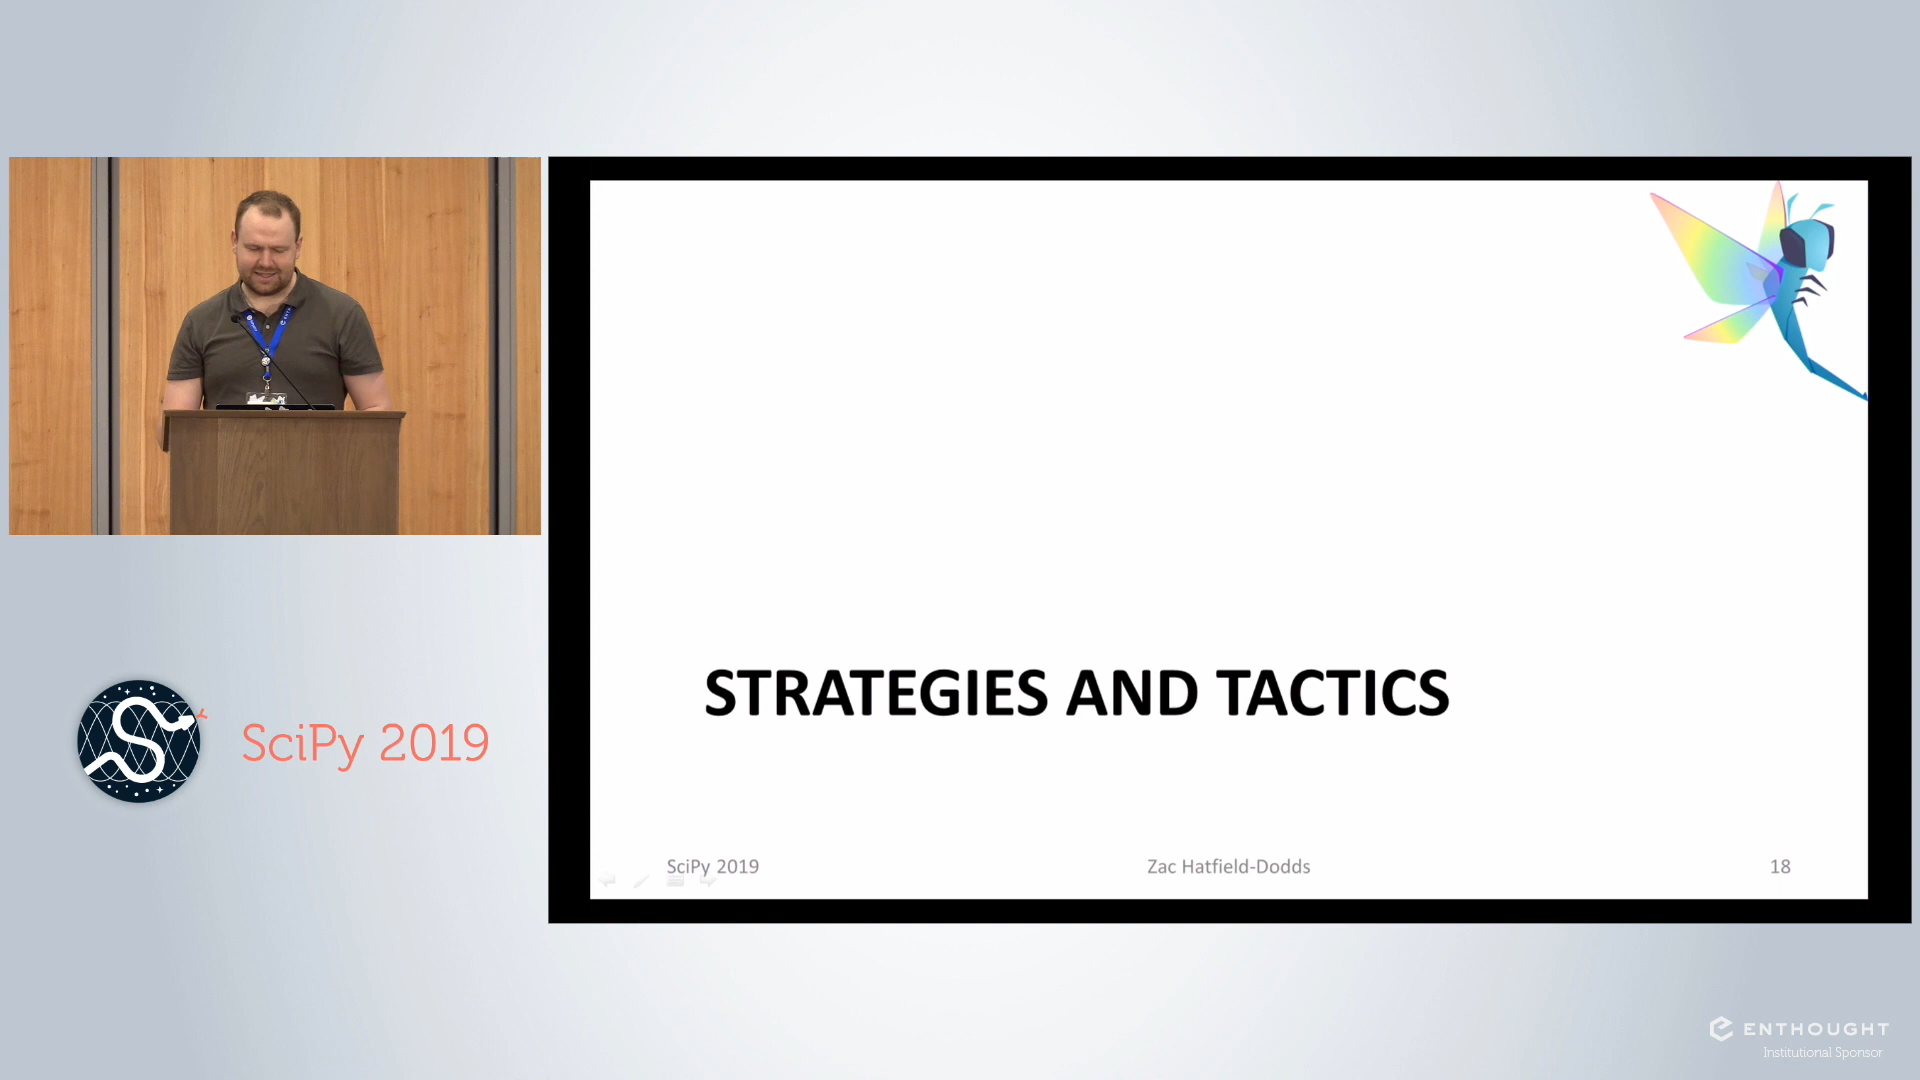 STRATEGIES AND TACTICS
SciPy 2019
Zac Hatfield-Dodds
18
SciPy 2019
ENTHOUGHT
Institutional Sponsor